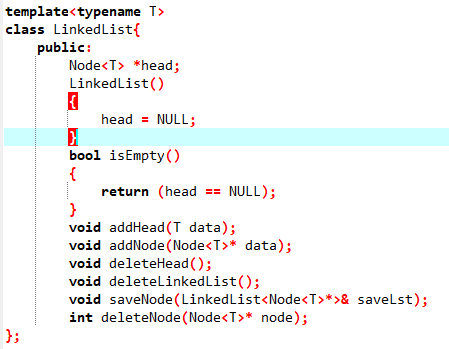 template<typename T>
class LinkedList{
public:
Node<T> *head;
LinkedList()
{
head = NULL;
}
bool isEmpty()
{
return (head == NULL);
}
void addHead(T data);
void addNode(Node<T>* data);
void deleteHead();
void deleteLinkedList();
void saveNode(LinkedList<Node<T>*>& saveLst);
int deleteNode(Node<T>* node);
};